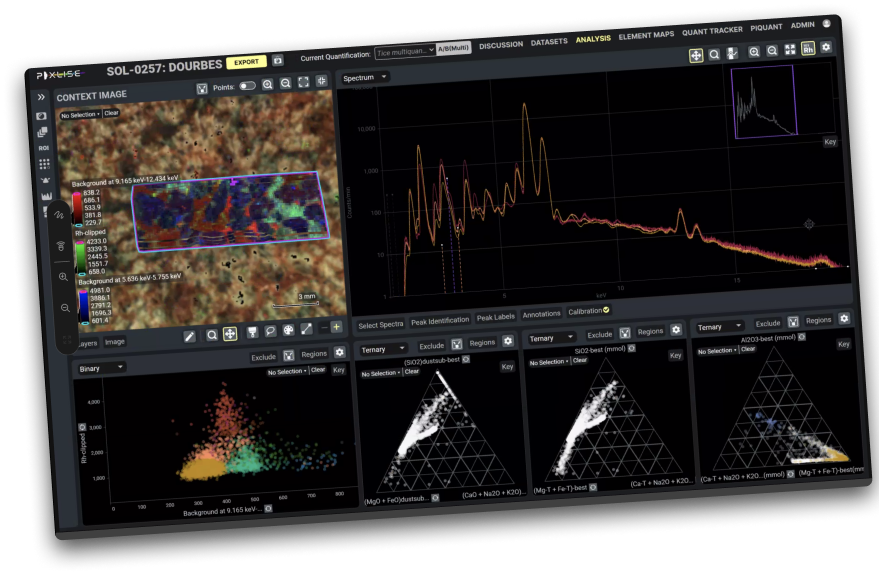 PIXLISE
SOL-0257: DOURBES
EXPORT
Current Quantification:
Tice multiquan...
A/B(Multi)
DISCUSSION
DATASETS
ANALYSIS
ELEMENT MAPS
QUANT TRACKER
PIQUANT
ADMIN
CONTEXT IMAGE
Points:
No Selection
Clear
ROI
Background at 9.165 keV-12.434 keV
838.2
686.1
533.9
381.8
229.7
Rh-clipped
4233.0
3339.3
2445.5
1551.7
658.0
Background at 5.636 keV-5.755 keV
4981.0
3886.1
2791.2
1696.3
601.4
3 mm
ayers
Image
Spectrum
Rh
Key
10,000
1,000
100
10
1
5
10
15
keV
Select Spectra
Peak Identification
Peak Labels
Annotations
Calibration
Binary
Exclude
Regions
No Selection
Clear
Key
4,000
3,000
2,000
1,000
Rh-clipped
0 100 200 300 400 500 600 700 800
Background at 9.165 keV-...
Ternary
Exclude
Regions
(SiO2)dustsub-best
No Selection
Clear
Key
(MgO + FeO)dustsub...
(CaO + Na2O + K2O)...
Ternary
Exclude
Regions
SiO2-best (mmol)
No Selection
Clear
Key
(Mg-T + Fe-T)-best
(Ca-T + Na2O + K2O...
Ternary
Exclude
Regions
Al2O3-best (mmol)
No Selection
Clear
Key
(Ca-T + Na2O + K2O...(mmol)
(Mg-T + Fe-T)-best(mm